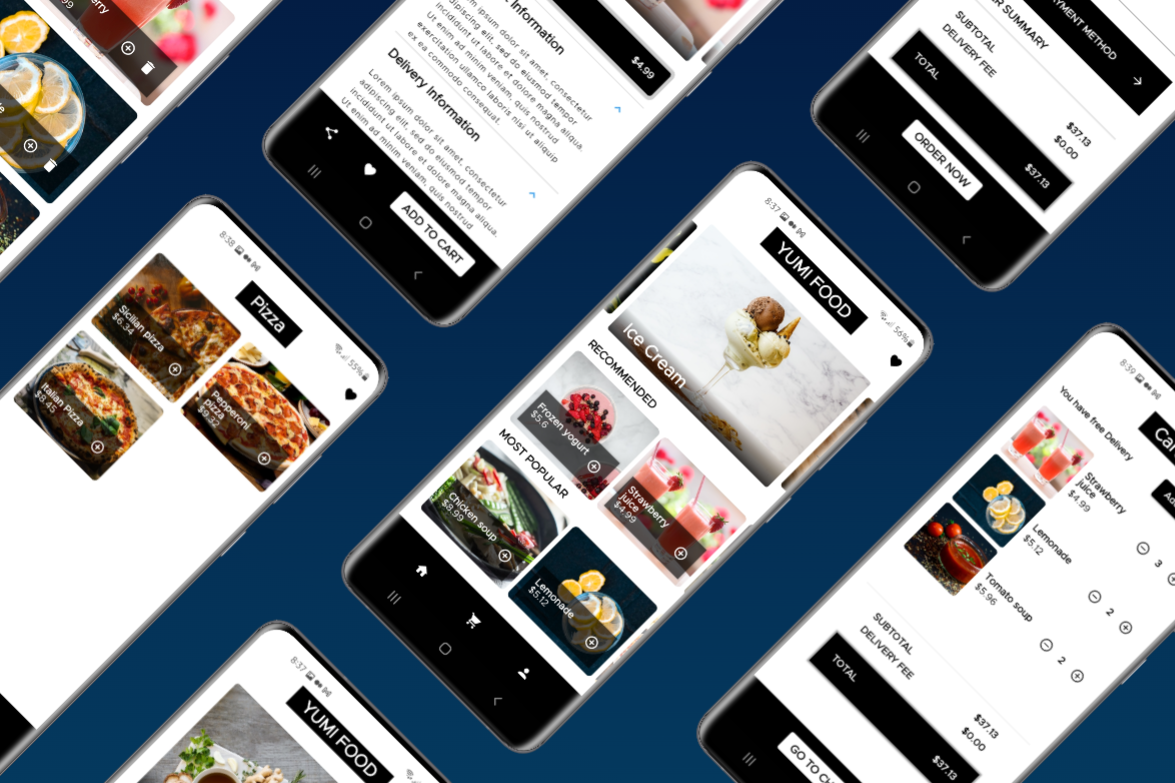 erry
t Information
Lorem ipsum dolor sit amet, consectetur
adipiscing elit, sed do eiusmod tempor
incididunt ut labore et dolore magna aliqua.
Ut enim ad minim veniam, quis nostrud
exercitation ullamco laboris nisi ut aliquip
ex ea commodo consequat.
Delivery Information
Lorem ipsum dolor sit amet, consectetur
adipiscing elit, sed do eiusmod tempor
incididunt ut labore et dolore magna aliqua.
Ut enim ad minim veniam, quis nostrud
$4.99
ADD TO CART
AYMENT METHOD
R SUMMARY
SUBTOTAL
$37.13
DELIVERY FEE
$0.00
TOTAL
$37.13
ORDER NOW
8:38
55%
Pizza
Sicilian pizza
$6.34
Italian Pizza
$8.45
Pepperoni
pizza
8:37
56%
YUMI FOOD
Ice Cream
RECOMMENDED
Frozen yogurt
$5.6
Strawberry
juice
$4.99
MOST POPULAR
Chicken soup
$8.99
Lemonade
$5.12
8:39
Car
You have free Delivery
Strawberry
juice
$4.99
3
Lemonade
$5.12
2
Tomato soup
$5.96
2
SUBTOTAL
$37.13
DELIVERY FEE
$0.00
TOTAL
$37.13
GO TO CH
8:37
YUMI FOOD